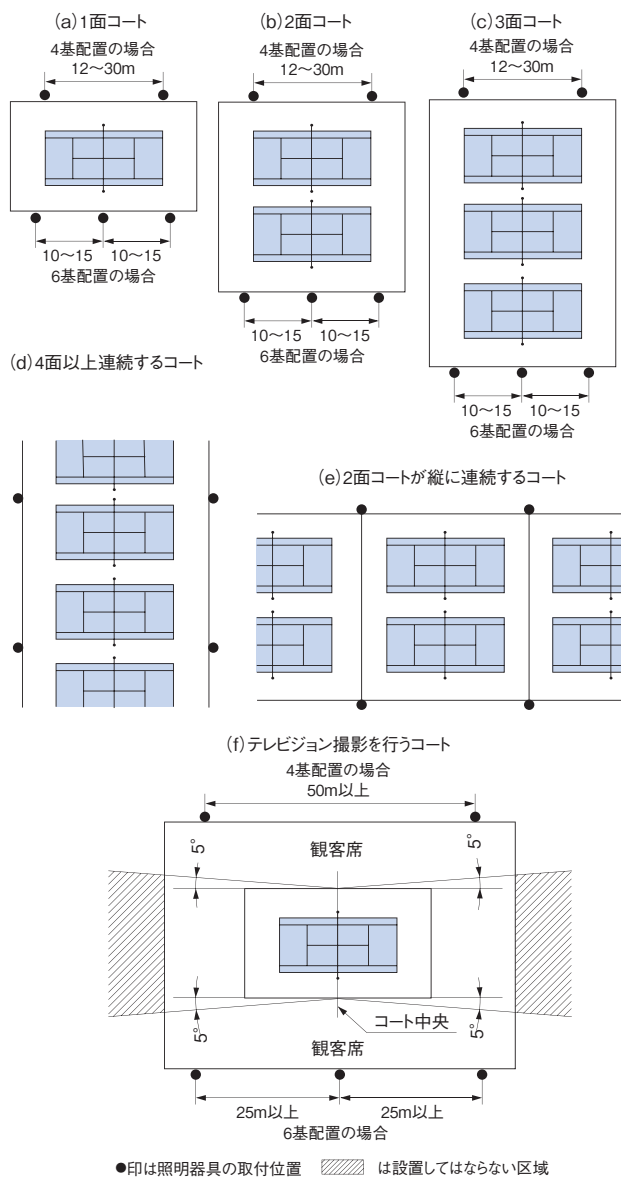 (a)1面コート
4基配置の場合
12〜30m
10〜15
10〜15
6基配置の場合
(b)2面コート
4基配置の場合
12〜30m
10〜15
10〜15
6基配置の場合
(c)3面コート
4基配置の場合
12〜30m
10〜15
10〜15
6基配置の場合
(d)4面以上連続するコート
(e)2面コートが縦に連続するコート
(f)テレビジョン撮影を行うコート
4基配置の場合
50m以上
5°
5°
観客席
コート中央
5°
5°
観客席
25m以上
25m以上
6基配置の場合
●印は照明器具の取付位置
は設置してはならない区域